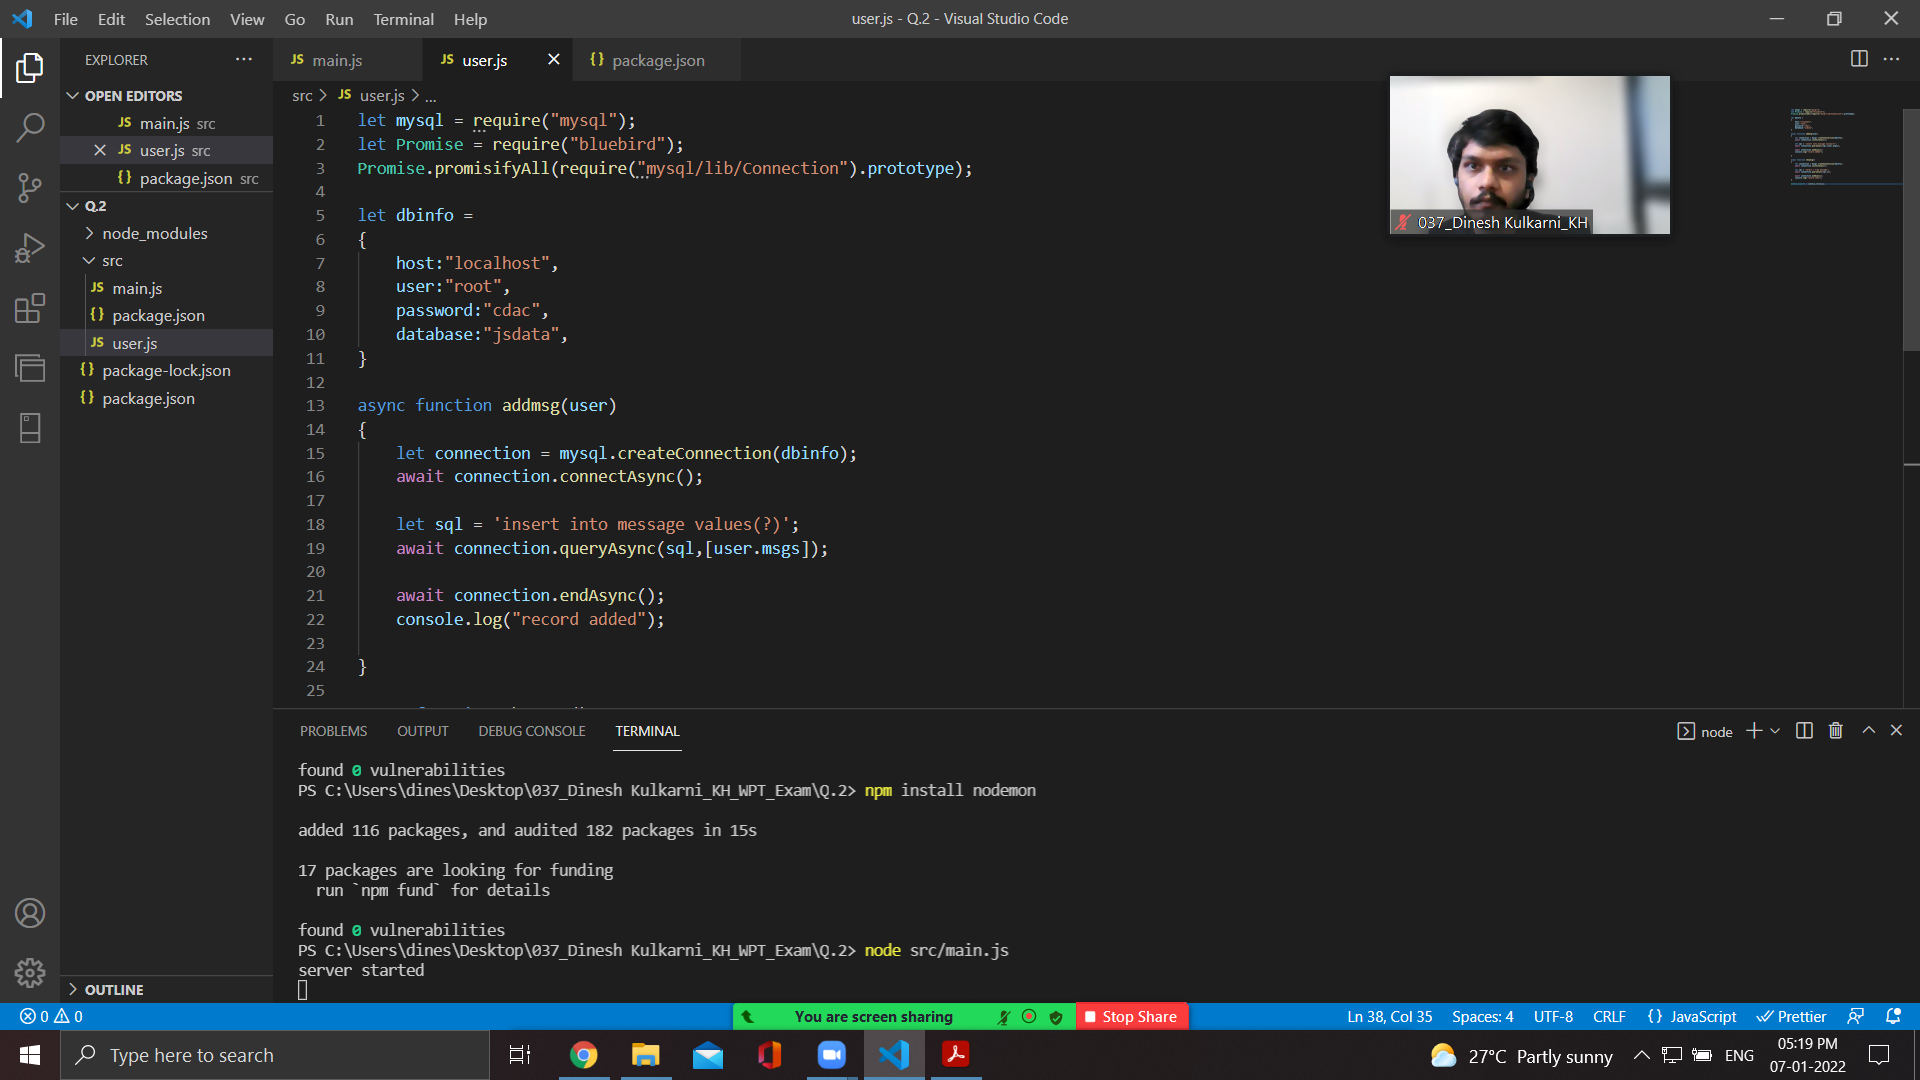 File Edit Selection View Go Run Terminal Help
user.js - Q.2 - Visual Studio Code
EXPLORER
OPEN EDITORS
JS main.js src
JS user.js src
{} package.json src
Q.2
node_modules
src
JS main.js
{} package.json
JS user.js
{} package-lock.json
{} package.json
OUTLINE
JS main.js JS user.js {} package.json
src > JS user.js > ...
1 let mysql = require("mysql");
2 let Promise = require("bluebird");
3 Promise.promisifyAll(require("mysql/lib/Connection").prototype);
4
5 let dbinfo =
6 {
7 host:"localhost",
8 user:"root",
9 password:"cdac",
10 database:"jsdata",
11 }
12
13 async function addmsg(user)
14 {
15 let connection = mysql.createConnection(dbinfo);
16 await connection.connectAsync();
17
18 let sql = 'insert into message values(?)';
19 await connection.queryAsync(sql,[user.msgs]);
20
21 await connection.endAsync();
22 console.log("record added");
23
24 }
25
037_Dinesh Kulkarni_KH
PROBLEMS OUTPUT DEBUG CONSOLE TERMINAL
node
found 0 vulnerabilities
PS C:\Users\dines\Desktop\037_Dinesh Kulkarni_KH_WPT_Exam\Q.2> npm install nodemon
added 116 packages, and audited 182 packages in 15s
17 packages are looking for funding
run `npm fund` for details
found 0 vulnerabilities
PS C:\Users\dines\Desktop\037_Dinesh Kulkarni_KH_WPT_Exam\Q.2> node src/main.js
server started
0 0
You are screen sharing Stop Share
Ln 38, Col 35 Spaces: 4 UTF-8 CRLF {} JavaScript Prettier
Type here to search
27°C Partly sunny ENG
05:19 PM
07-01-2022